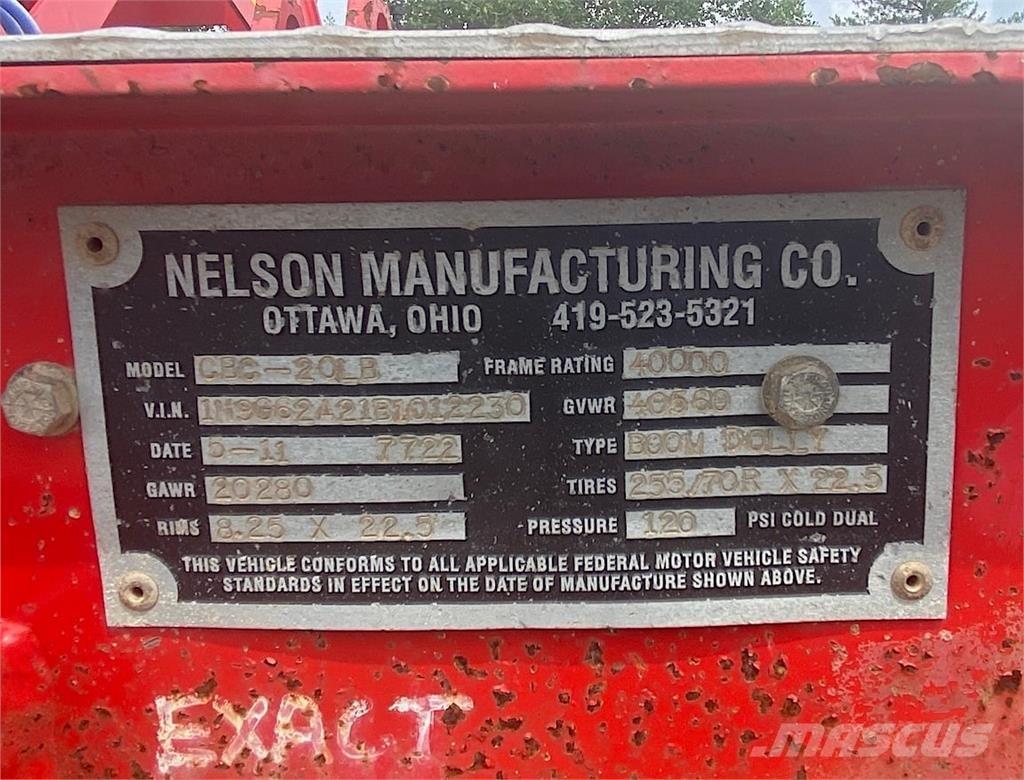 NELSON MANUFACTURING CO.
OTTAWA, OHIO 419-523-5321
MODEL CBC-20LB FRAME RATING 40000
V.I.N. GVWR 40560
DATE 5-11 7722 TYPE BOOM DOLLY
GAWR 20280 TIRES 255/70R X 22.5
RIMS 8.25 X 22.5 PRESSURE 120 PSI COLD DUAL
THIS VEHICLE CONFORMS TO ALL APPLICABLE FEDERAL MOTOR VEHICLE SAFETY
STANDARDS IN EFFECT ON THE DATE OF MANUFACTURE SHOWN ABOVE.
EXACT
MASCUS